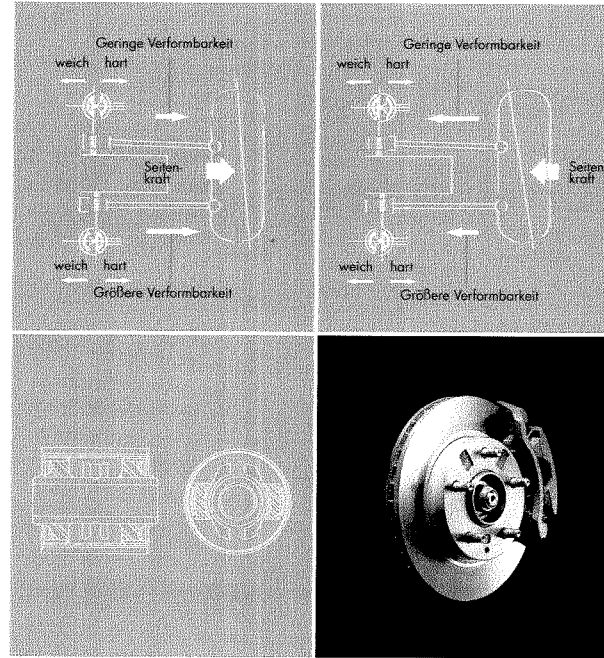 Geringe Verformbarkeit
weich hart
Seiten-
kraft
weich hart
Größere Verformbarkeit
Geringe Verformbarkeit
weich hart
Seiten-
kraft
weich hart
Größere Verformbarkeit